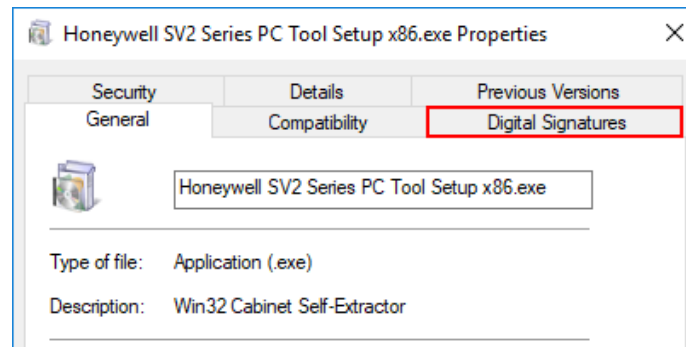 Honeywell SV2 Series PC Tool Setup x86.exe Properties
Security Details Previous Versions
General Compatibility Digital Signatures
Honeywell SV2 Series PC Tool Setup x86.exe
Type of file: Application (.exe)
Description: Win32 Cabinet Self-Extractor